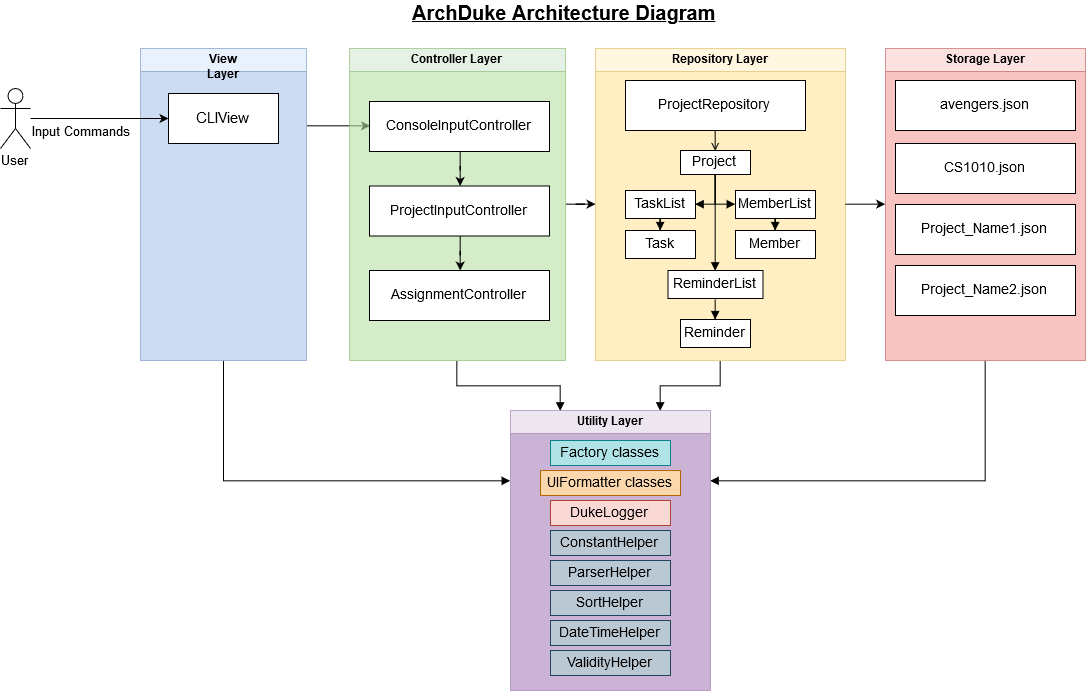 ArchDuke Architecture Diagram
View
Layer
Controller Layer
Repository Layer
Storage Layer
User
Input Commands
CLIView
ConsoleInputController
ProjectInputController
AssignmentController
ProjectRepository
Project
TaskList
MemberList
Task
Member
ReminderList
Reminder
avengers.json
CS1010.json
Project_Name1.json
Project_Name2.json
Utility Layer
Factory classes
UIFormatter classes
DukeLogger
ConstantHelper
ParserHelper
SortHelper
DateTimeHelper
ValidityHelper